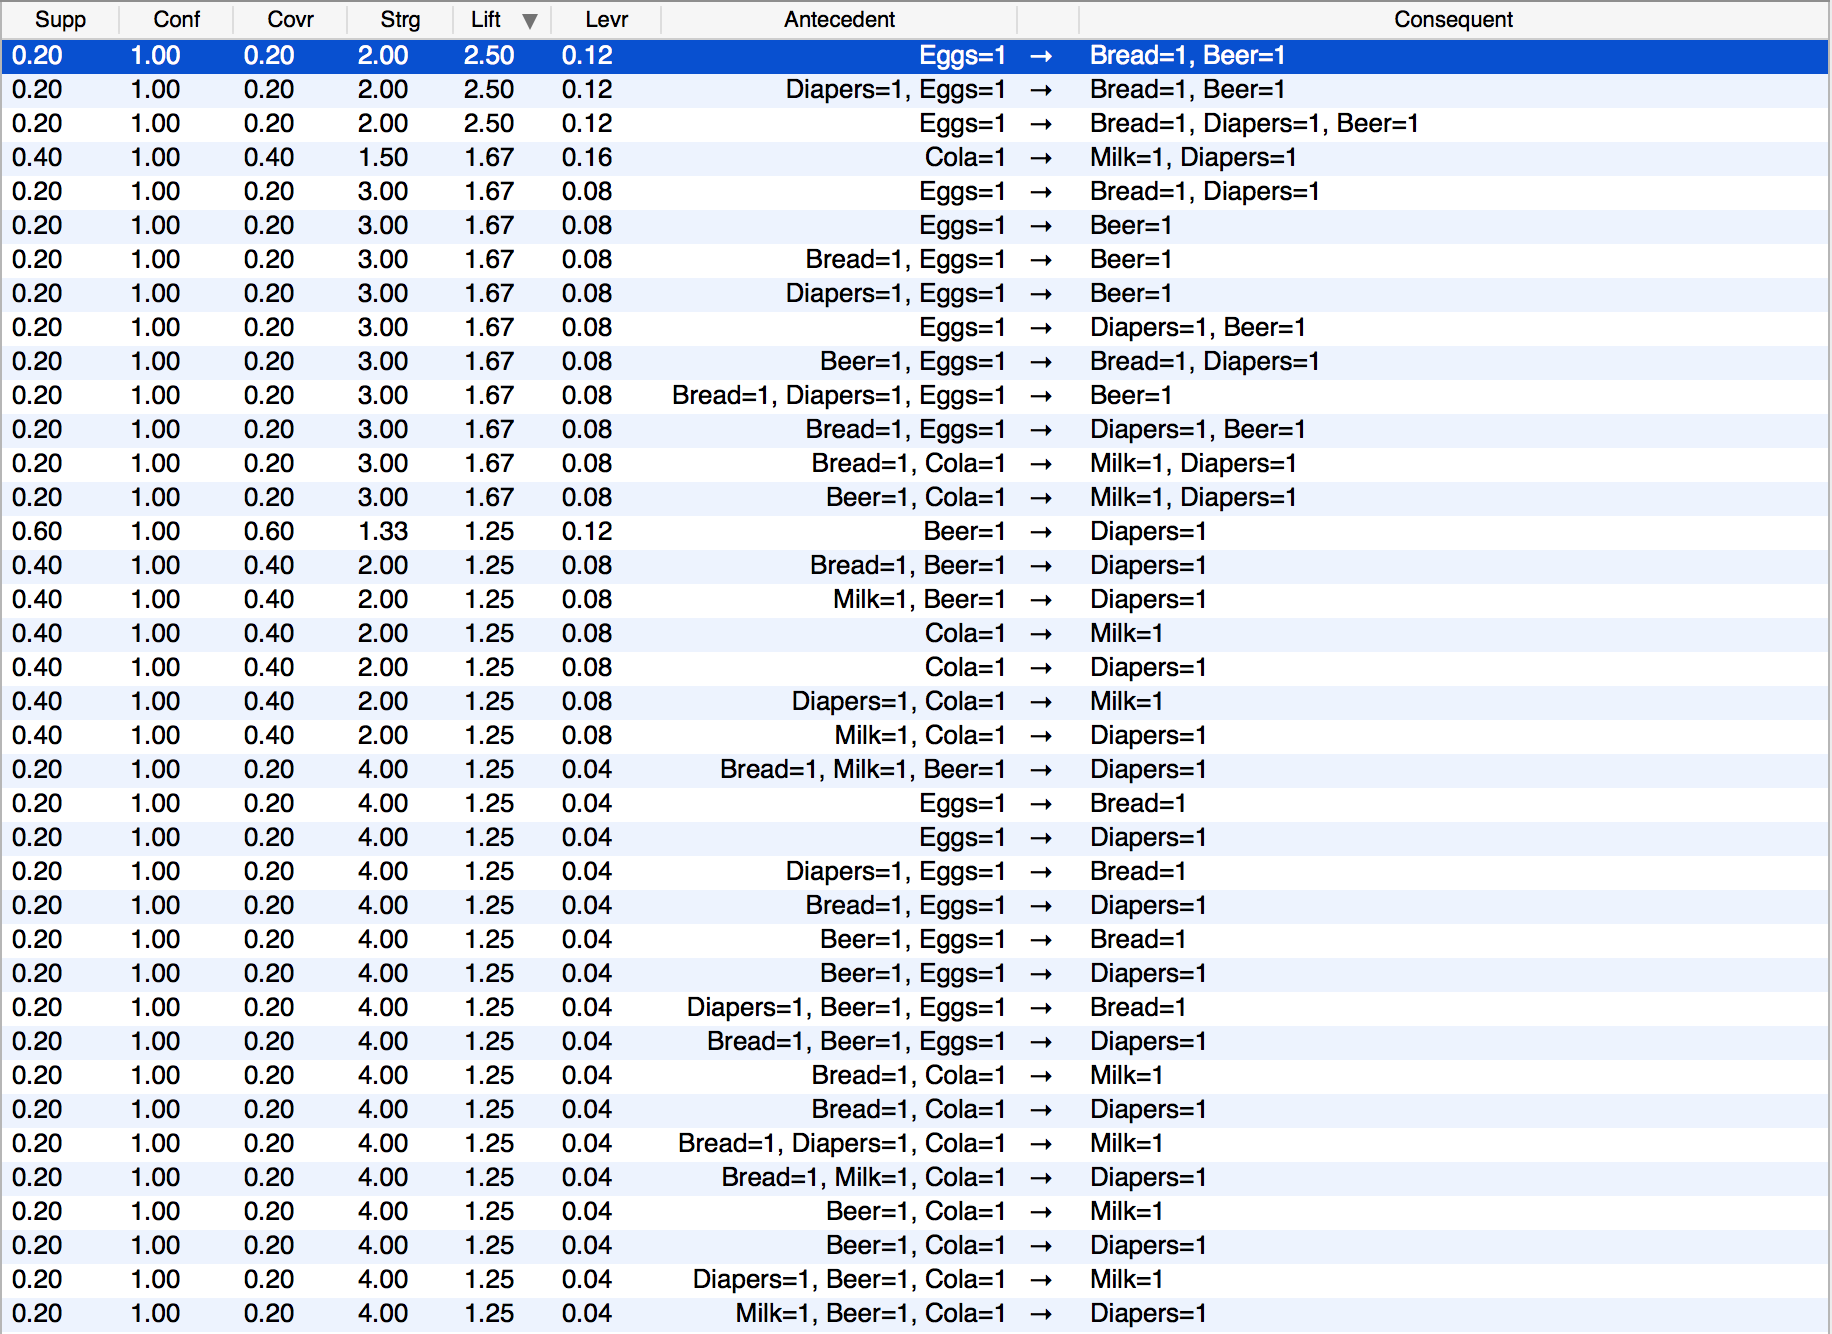 Supp Conf Covr Strg Lift ▼ Levr Antecedent Consequent
0.20 1.00 0.20 2.00 2.50 0.12 Eggs=1 → Bread=1, Beer=1
0.20 1.00 0.20 2.00 2.50 0.12 Diapers=1, Eggs=1 → Bread=1, Beer=1
0.20 1.00 0.20 2.00 2.50 0.12 Eggs=1 → Bread=1, Diapers=1, Beer=1
0.40 1.00 0.40 1.50 1.67 0.16 Cola=1 → Milk=1, Diapers=1
0.20 1.00 0.20 3.00 1.67 0.08 Eggs=1 → Bread=1, Diapers=1
0.20 1.00 0.20 3.00 1.67 0.08 Eggs=1 → Beer=1
0.20 1.00 0.20 3.00 1.67 0.08 Bread=1, Eggs=1 → Beer=1
0.20 1.00 0.20 3.00 1.67 0.08 Diapers=1, Eggs=1 → Beer=1
0.20 1.00 0.20 3.00 1.67 0.08 Eggs=1 → Diapers=1, Beer=1
0.20 1.00 0.20 3.00 1.67 0.08 Beer=1, Eggs=1 → Bread=1, Diapers=1
0.20 1.00 0.20 3.00 1.67 0.08 Bread=1, Diapers=1, Eggs=1 → Beer=1
0.20 1.00 0.20 3.00 1.67 0.08 Bread=1, Eggs=1 → Diapers=1, Beer=1
0.20 1.00 0.20 3.00 1.67 0.08 Bread=1, Cola=1 → Milk=1, Diapers=1
0.20 1.00 0.20 3.00 1.67 0.08 Beer=1, Cola=1 → Milk=1, Diapers=1
0.60 1.00 0.60 1.33 1.25 0.12 Beer=1 → Diapers=1
0.40 1.00 0.40 2.00 1.25 0.08 Bread=1, Beer=1 → Diapers=1
0.40 1.00 0.40 2.00 1.25 0.08 Milk=1, Beer=1 → Diapers=1
0.40 1.00 0.40 2.00 1.25 0.08 Cola=1 → Milk=1
0.40 1.00 0.40 2.00 1.25 0.08 Cola=1 → Diapers=1
0.40 1.00 0.40 2.00 1.25 0.08 Diapers=1, Cola=1 → Milk=1
0.40 1.00 0.40 2.00 1.25 0.08 Milk=1, Cola=1 → Diapers=1
0.20 1.00 0.20 4.00 1.25 0.04 Bread=1, Milk=1, Beer=1 → Diapers=1
0.20 1.00 0.20 4.00 1.25 0.04 Eggs=1 → Bread=1
0.20 1.00 0.20 4.00 1.25 0.04 Eggs=1 → Diapers=1
0.20 1.00 0.20 4.00 1.25 0.04 Diapers=1, Eggs=1 → Bread=1
0.20 1.00 0.20 4.00 1.25 0.04 Bread=1, Eggs=1 → Diapers=1
0.20 1.00 0.20 4.00 1.25 0.04 Beer=1, Eggs=1 → Bread=1
0.20 1.00 0.20 4.00 1.25 0.04 Beer=1, Eggs=1 → Diapers=1
0.20 1.00 0.20 4.00 1.25 0.04 Diapers=1, Beer=1, Eggs=1 → Bread=1
0.20 1.00 0.20 4.00 1.25 0.04 Bread=1, Beer=1, Eggs=1 → Diapers=1
0.20 1.00 0.20 4.00 1.25 0.04 Bread=1, Cola=1 → Milk=1
0.20 1.00 0.20 4.00 1.25 0.04 Bread=1, Cola=1 → Diapers=1
0.20 1.00 0.20 4.00 1.25 0.04 Bread=1, Diapers=1, Cola=1 → Milk=1
0.20 1.00 0.20 4.00 1.25 0.04 Bread=1, Milk=1, Cola=1 → Diapers=1
0.20 1.00 0.20 4.00 1.25 0.04 Beer=1, Cola=1 → Milk=1
0.20 1.00 0.20 4.00 1.25 0.04 Beer=1, Cola=1 → Diapers=1
0.20 1.00 0.20 4.00 1.25 0.04 Diapers=1, Beer=1, Cola=1 → Milk=1
0.20 1.00 0.20 4.00 1.25 0.04 Milk=1, Beer=1, Cola=1 → Diapers=1